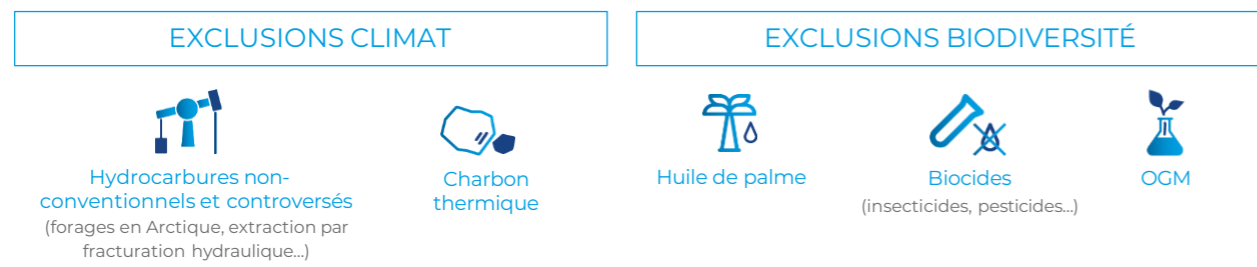 EXCLUSIONS CLIMAT
Hydrocarbures non-
conventionnels et controversés
(forages en Arctique, extraction par
fracturation hydraulique...)
Charbon
thermique
EXCLUSIONS BIODIVERSITÉ
Huile de palme
Biocides
(insecticides, pesticides...)
OGM